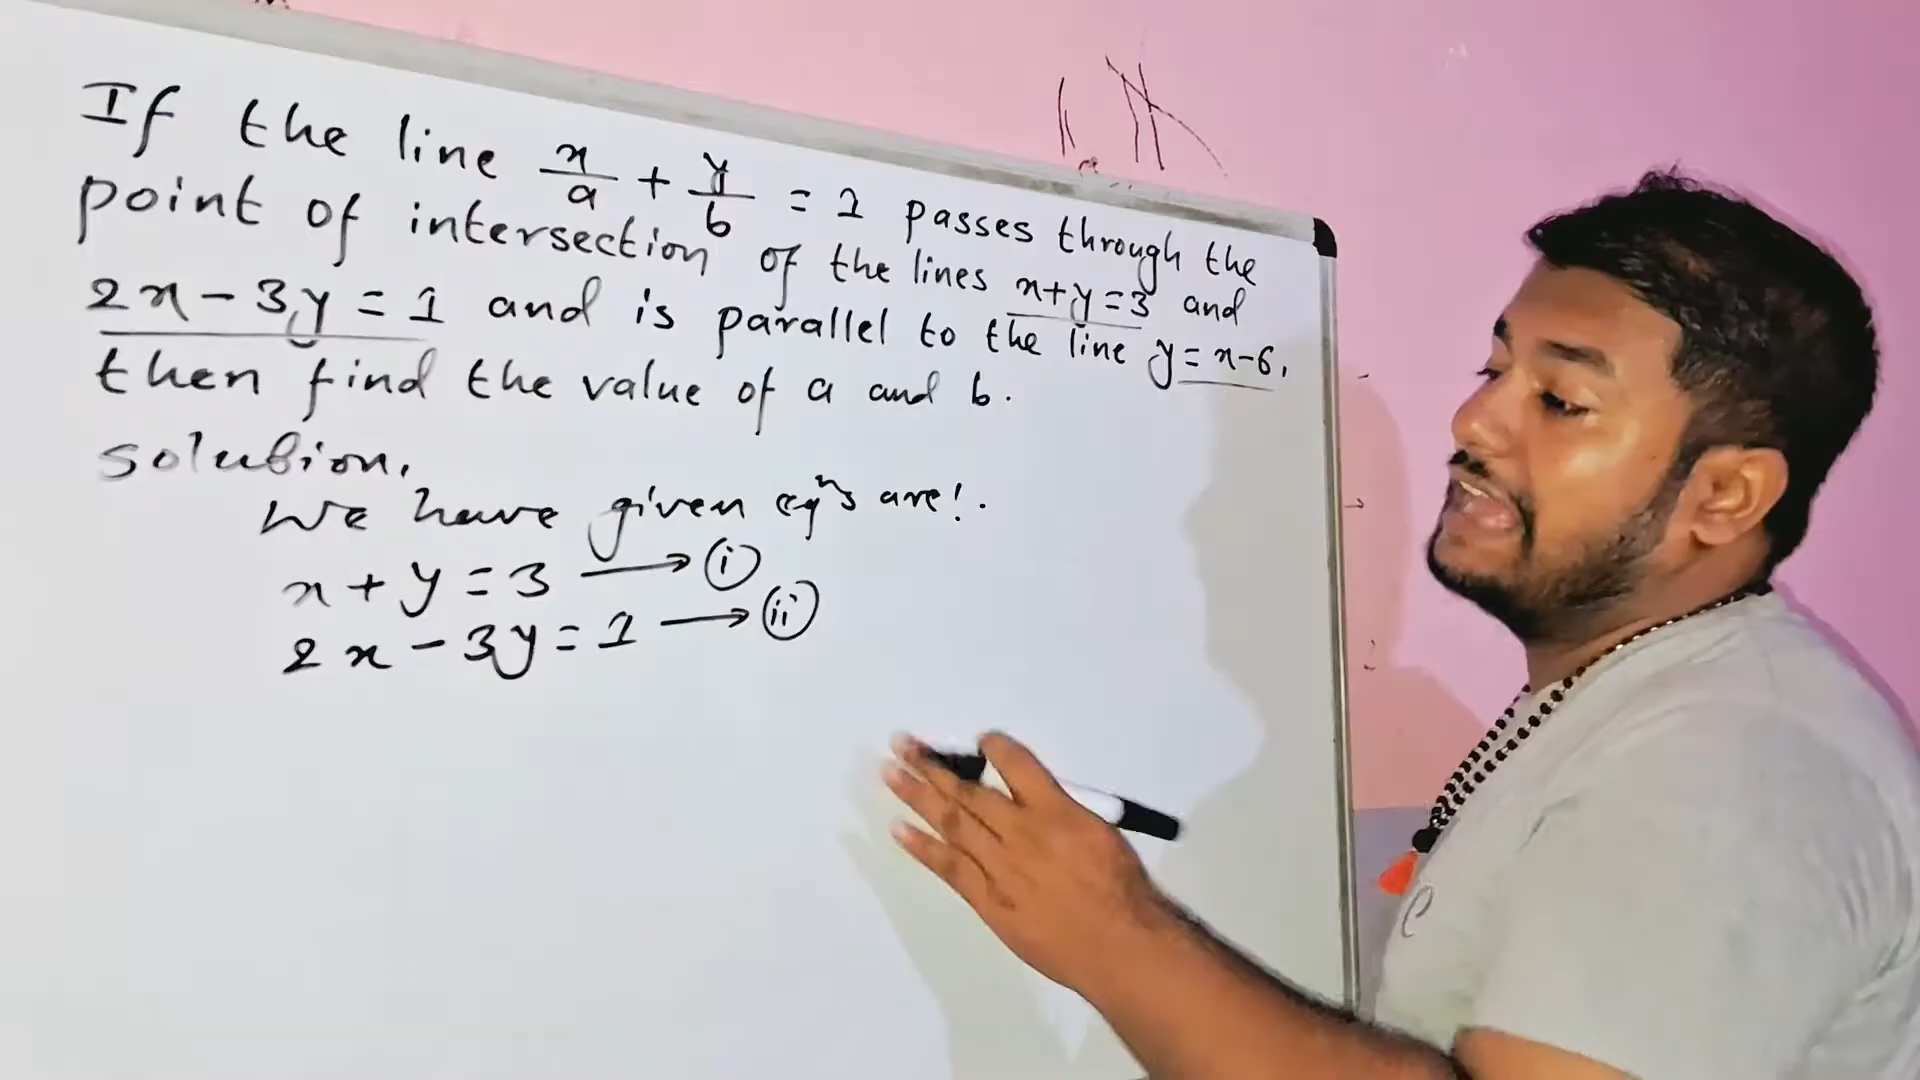 If the line x/a + y/b = 1 passes through the
point of intersection of the lines x+y=3 and
2x-3y=1 and is parallel to the line y=x-6,
then find the value of a and b.
solution.
We have given eqⁿs are!.
x+y=3 → (i)
2x-3y=1 → (ii)